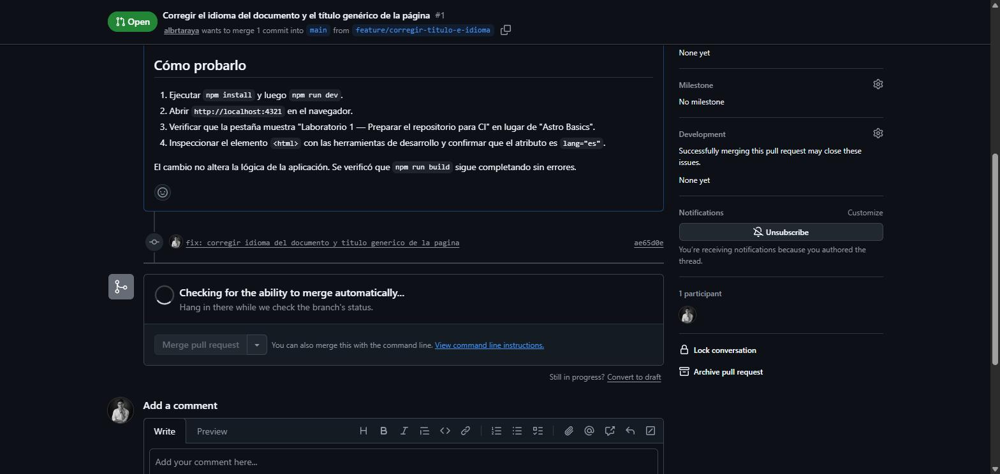 Open
Corregir el idioma del documento y el título genérico de la página #1
albrtaraya wants to merge 1 commit into main from feature/corregir-titulo-e-idioma
Cómo probarlo
1. Ejecutar npm install y luego npm run dev.
2. Abrir http://localhost:4321 en el navegador.
3. Verificar que la pestaña muestra "Laboratorio 1 — Preparar el repositorio para CI" en lugar de "Astro Basics".
4. Inspeccionar el elemento <html> con las herramientas de desarrollo y confirmar que el atributo es lang="es".
El cambio no altera la lógica de la aplicación. Se verificó que npm run build sigue completando sin errores.
fix: corregir idioma del documento y titulo generico de la pagina
ae65d0e
Checking for the ability to merge automatically...
Hang in there while we check the branch's status.
Merge pull request
You can also merge this with the command line. View command line instructions.
Still in progress? Convert to draft
Add a comment
Write
Preview
Add your comment here...
None yet
Milestone
No milestone
Development
Successfully merging this pull request may close these
issues.
None yet
Notifications
Customize
Unsubscribe
You're receiving notifications because you authored the
thread.
1 participant
Lock conversation
Archive pull request